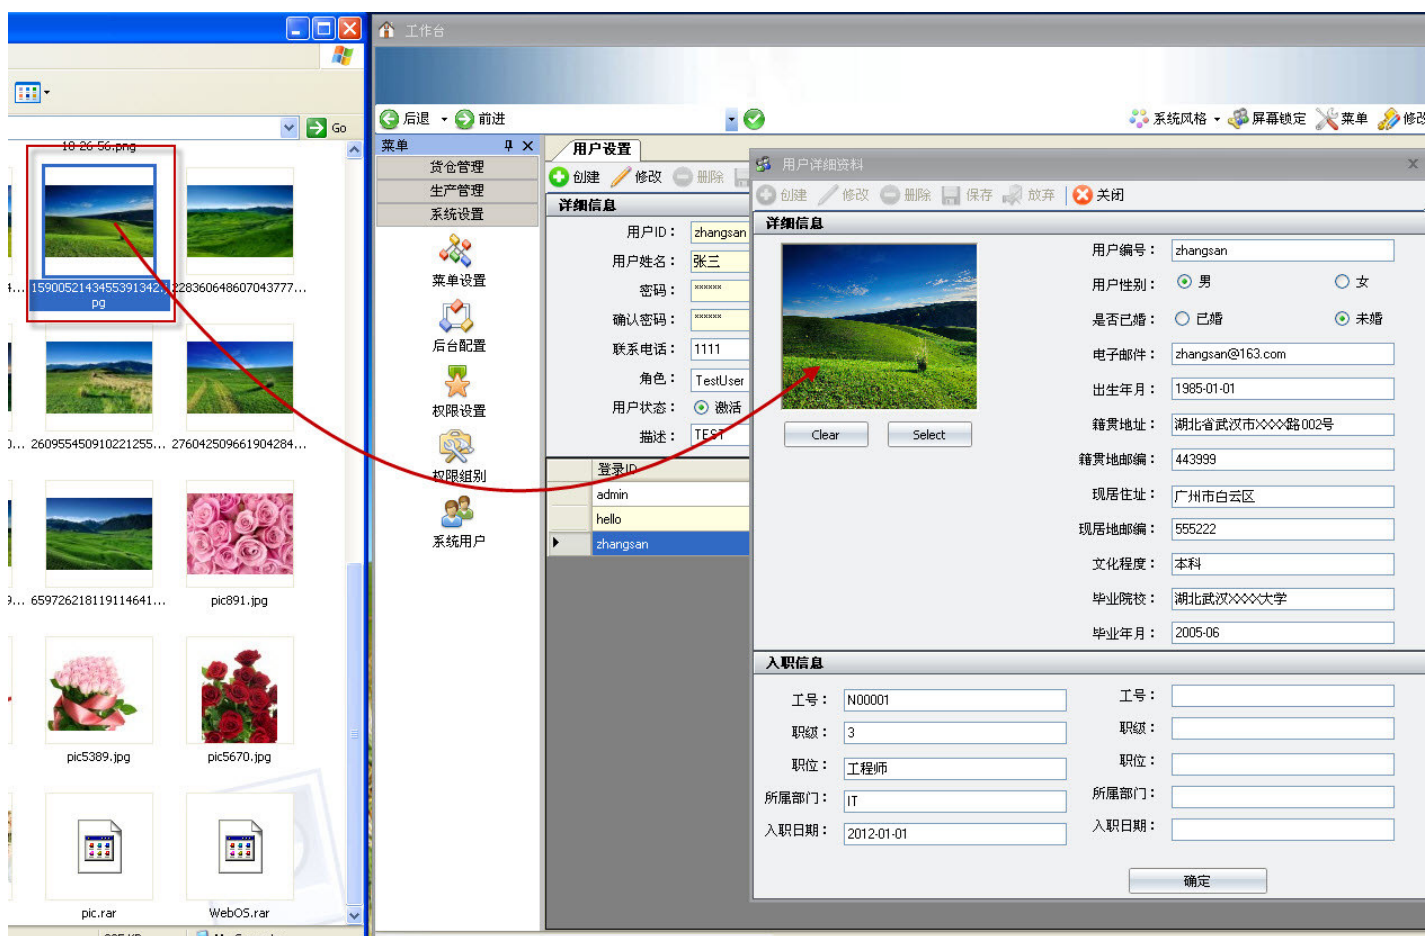 工作台
Go
后退
前进
系统风格
屏幕锁定
菜单
10-26-56.png
1590052143455391342.j
pg
228360648607043777...
260955450910221255...
276042509661904284...
659726218119114641...
pic891.jpg
pic5389.jpg
pic5670.jpg
pic.rar
WebOS.rar
菜单
货仓管理
生产管理
系统设置
菜单设置
后台配置
权限设置
权限组别
系统用户
用户设置
创建 修改 删除
详细信息
用户ID： zhangsan
用户姓名： 张三
密码： ******
确认密码： ******
联系电话： 1111
角色： TestUser
用户状态： 激活
描述： TEST
登录ID
admin
hello
zhangsan
用户详细资料
创建 修改 删除 保存 放弃 关闭
详细信息
Clear Select
用户编号： zhangsan
用户性别： 男 女
是否已婚： 已婚 未婚
电子邮件： zhangsan@163.com
出生年月： 1985-01-01
籍贯地址： 湖北省武汉市XXXX路002号
籍贯地邮编： 443999
现居住址： 广州市白云区
现居地邮编： 555222
文化程度： 本科
毕业院校： 湖北武汉XXXX大学
毕业年月： 2005-06
入职信息
工号： N00001 工号：
职级： 3 职级：
职位： 工程师 职位：
所属部门： IT 所属部门：
入职日期： 2012-01-01 入职日期：
确定